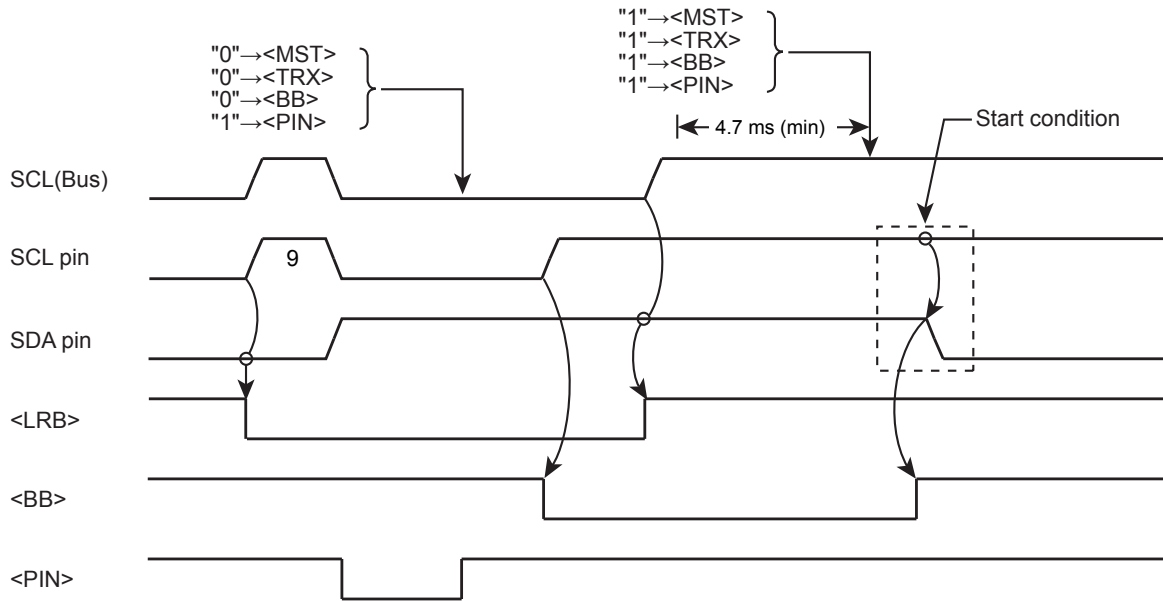 "0"→<MST>
"0"→<TRX>
"0"→<BB>
"1"→<PIN>
"1"→<MST>
"1"→<TRX>
"1"→<BB>
"1"→<PIN>
4.7 ms (min)
Start condition
SCL(Bus)
SCL pin
9
SDA pin
<LRB>
<BB>
<PIN>